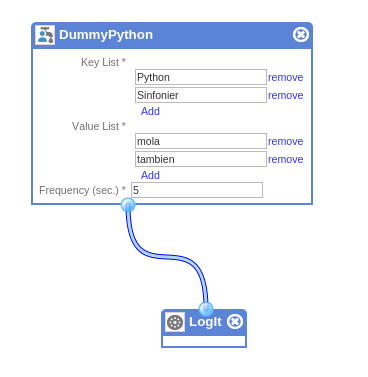 DummyPython
Key List *
Python remove
Sinfonier remove
Add
Value List *
mola remove
tambien remove
Add
Frequency (sec.) * 5
LogIt